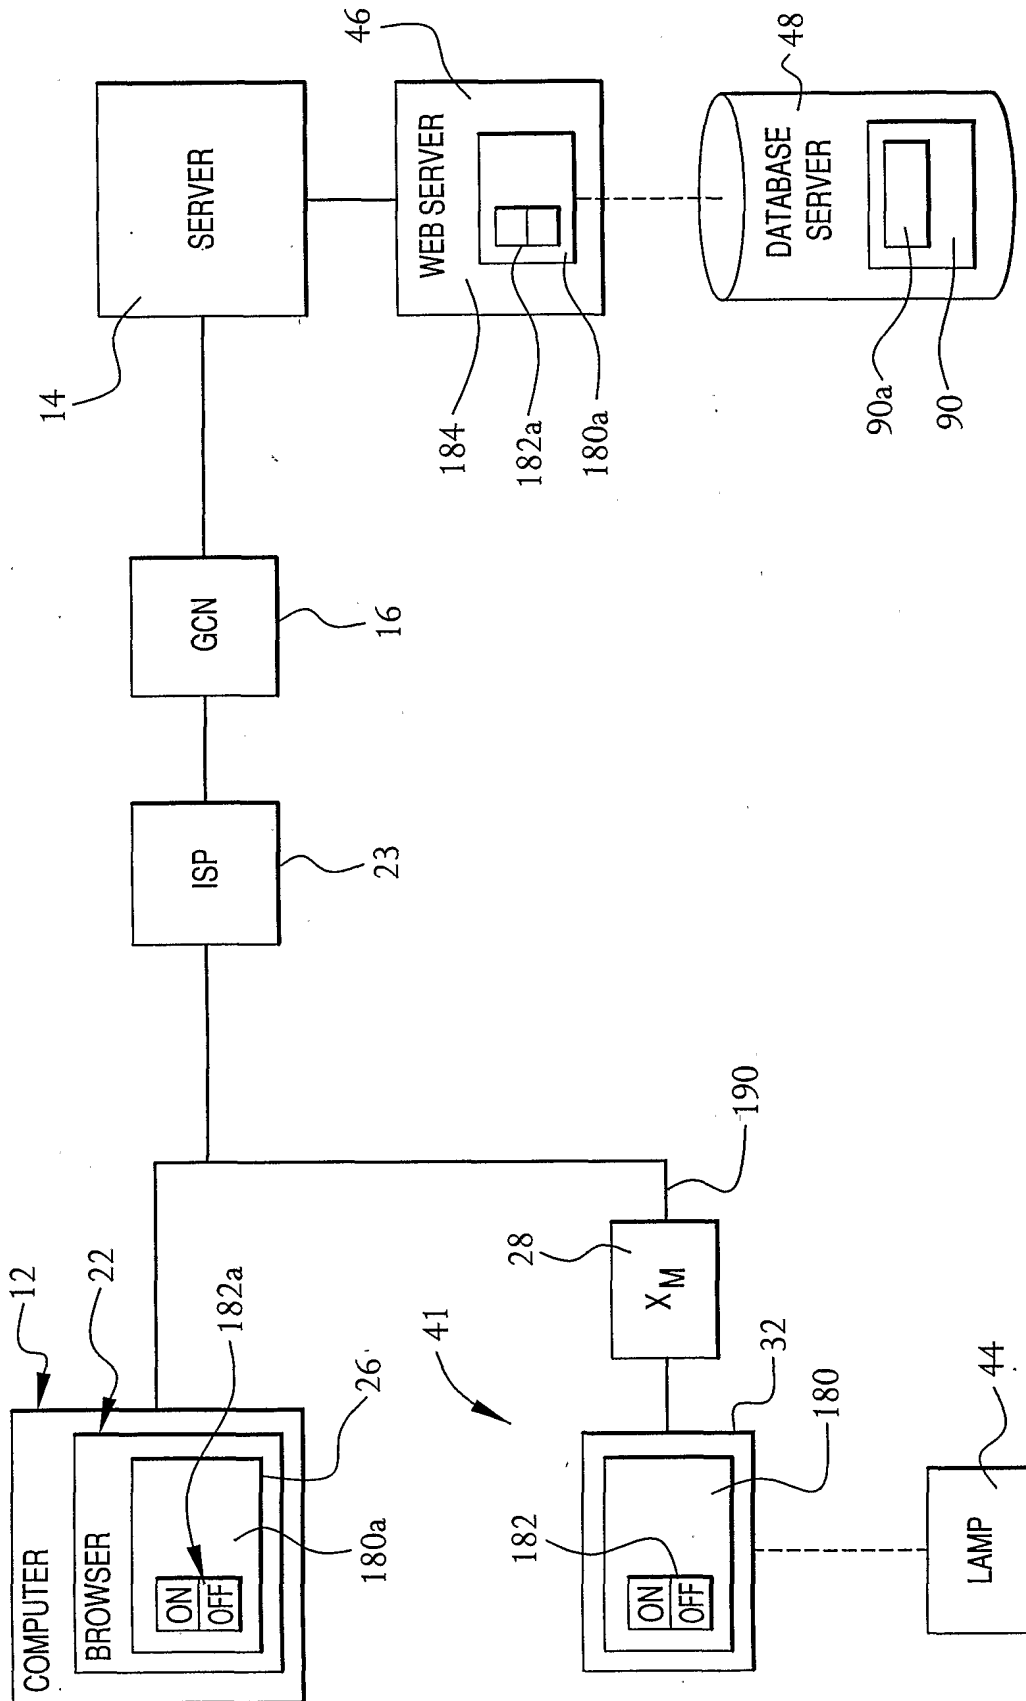 COMPUTER
12
BROWSER
22
ON
OFF
182a
26
180a
ISP
23
GCN
16
SERVER
14
WEB SERVER
46
184
182a
180a
DATABASE
SERVER
48
90a
90
41
X_M
28
190
ON
OFF
182
32
180
LAMP
44